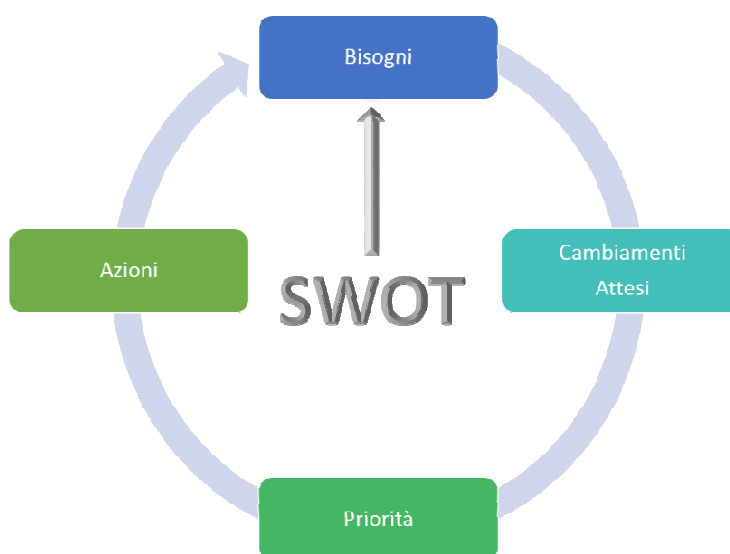 Bisogni
Azioni
Cambiamenti
Attesi
SWOT
Priorità